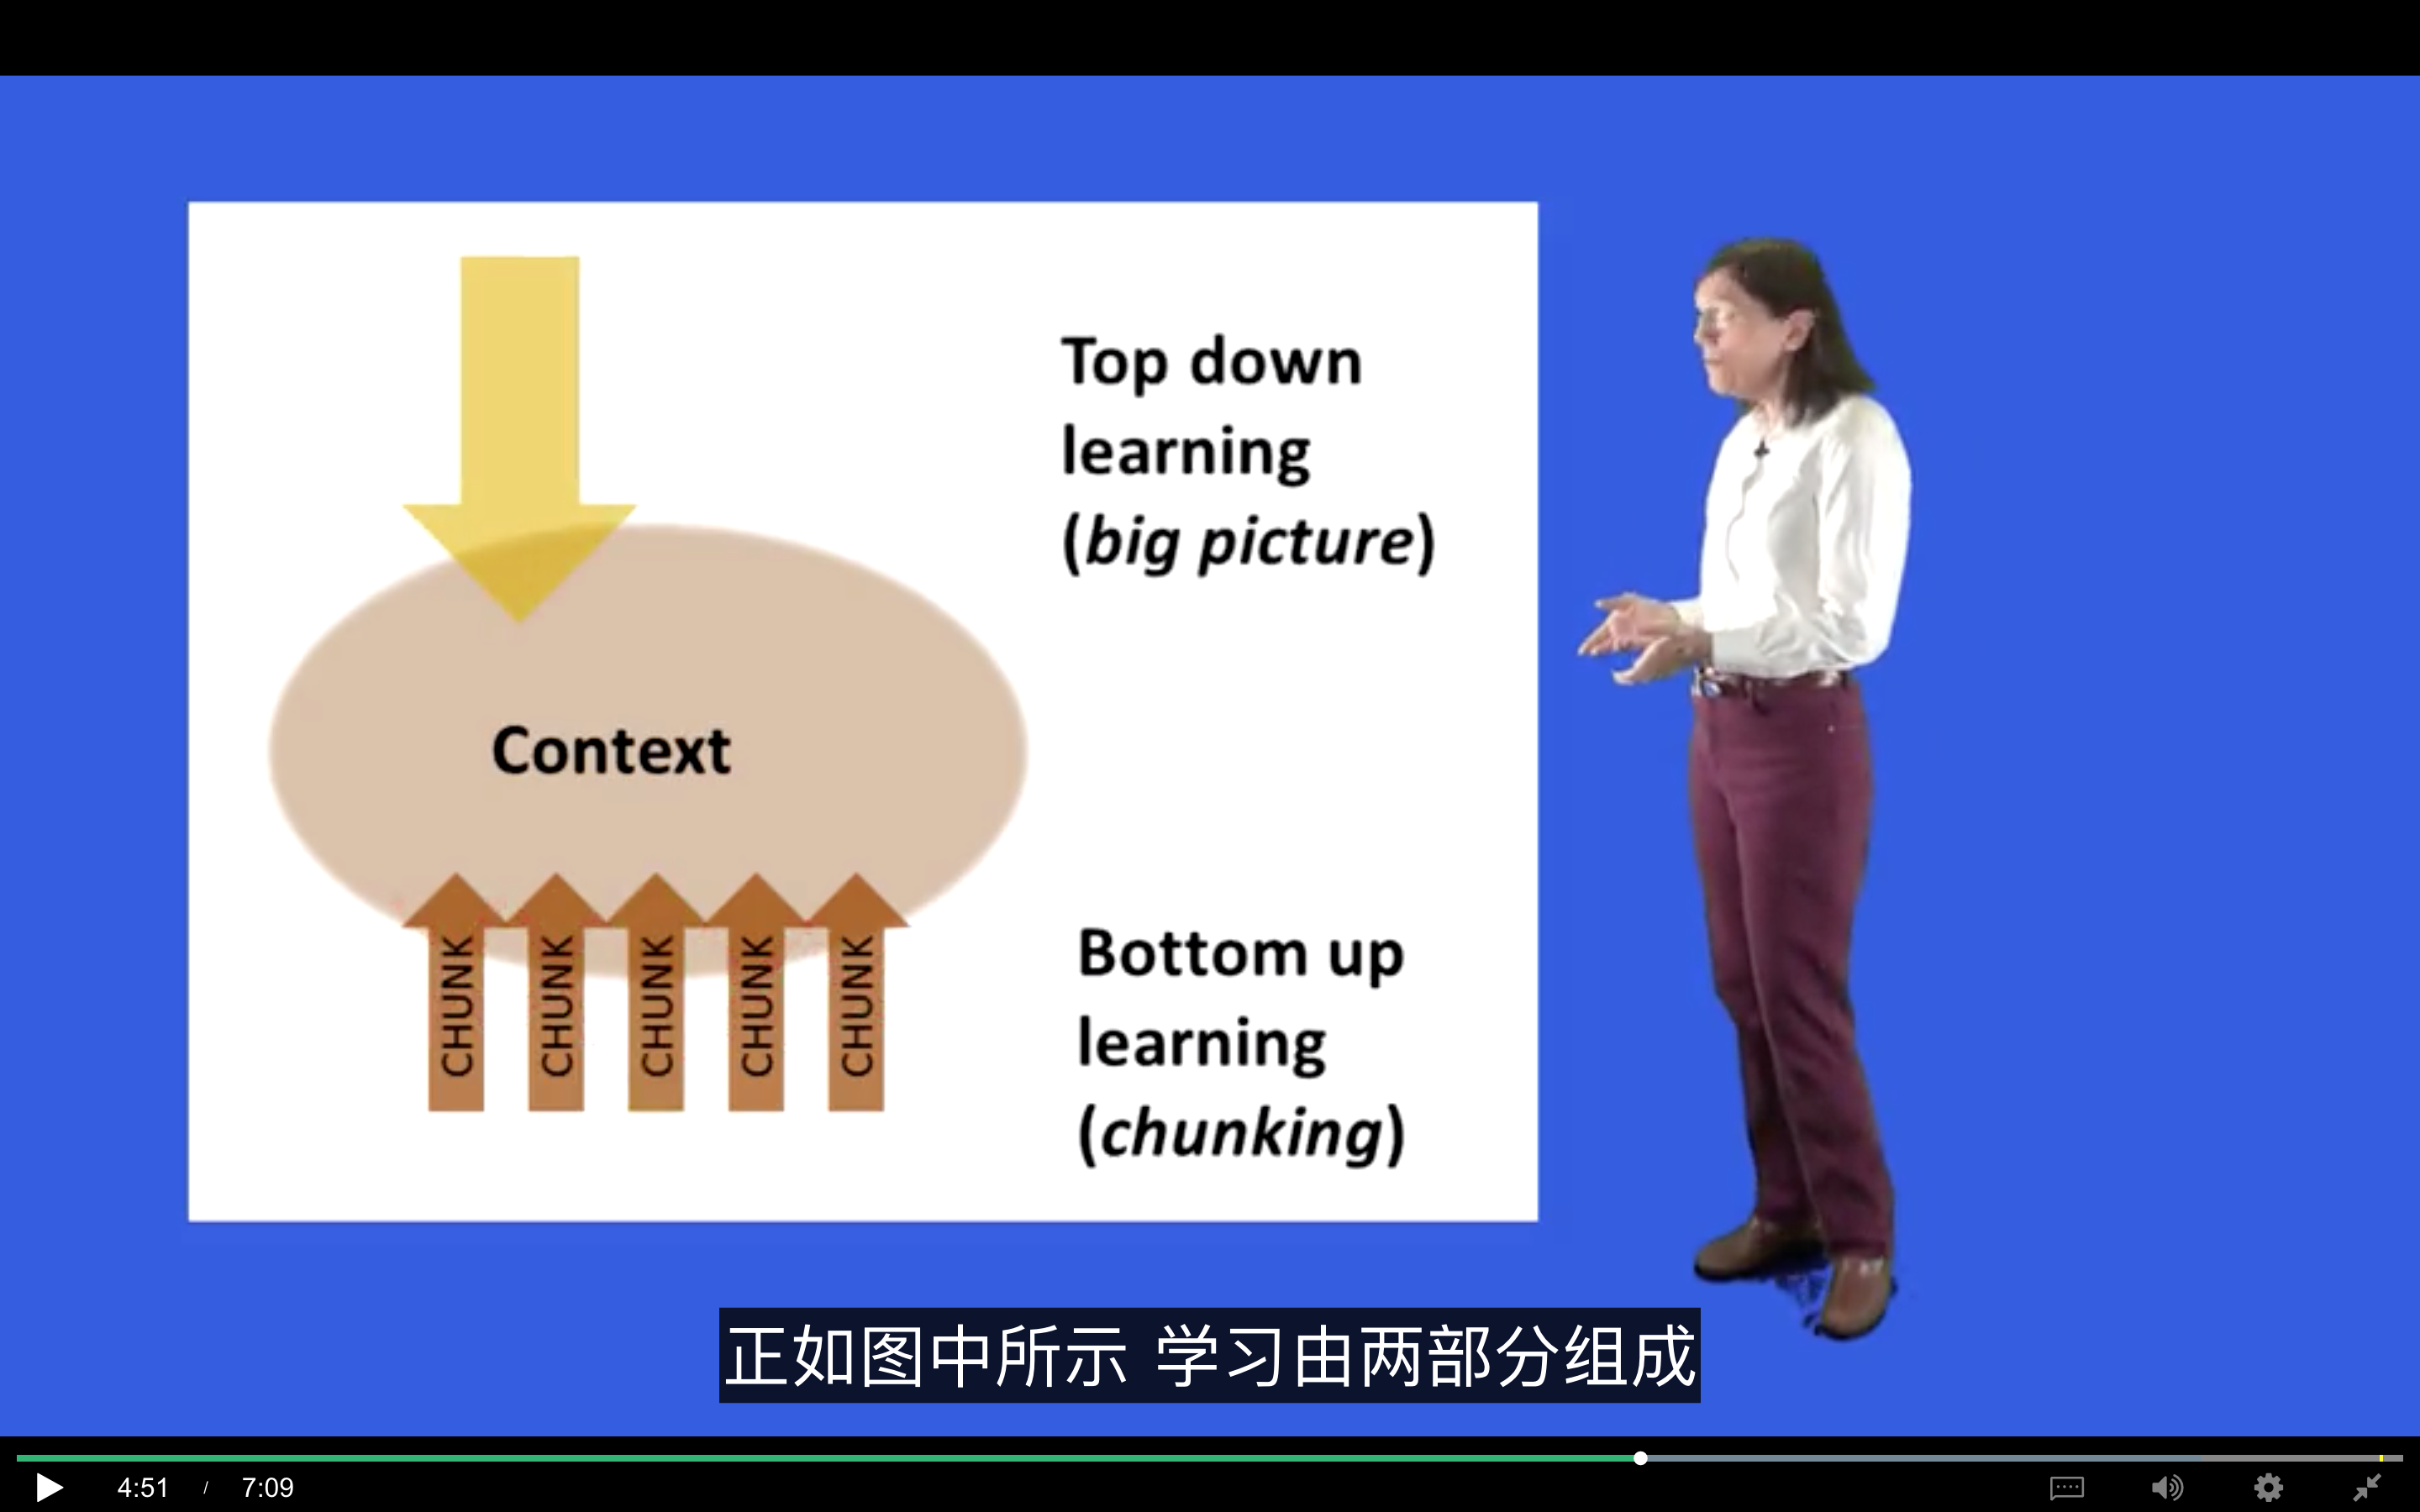 Top down
learning
(big picture)
Context
CHUNK
CHUNK
CHUNK
CHUNK
CHUNK
Bottom up
learning
(chunking)
正如图中所示 学习由两部分组成
4:51 / 7:09